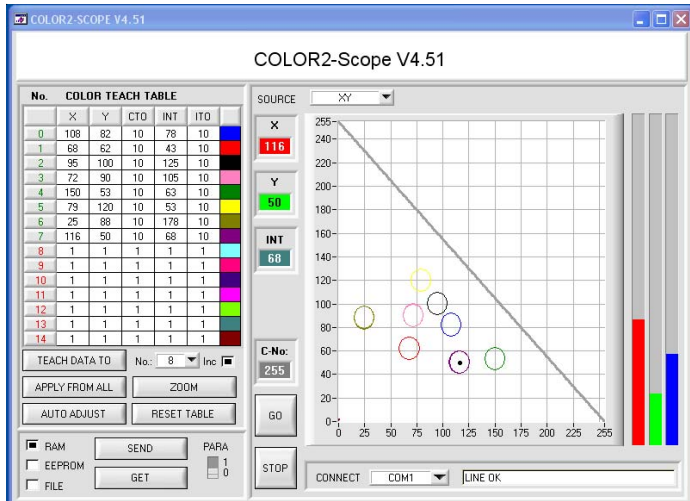 COLOR2-SCOPE V4.51
COLOR2-Scope V4.51
No. COLOR TEACH TABLE
X Y CTO INT ITO
0 108 82 10 78 10
1 68 62 10 43 10
2 95 100 10 125 10
3 72 90 10 105 10
4 150 53 10 63 10
5 79 120 10 53 10
6 25 88 10 178 10
7 116 50 10 68 10
8 1 1 1 1 1
9 1 1 1 1 1
10 1 1 1 1 1
11 1 1 1 1 1
12 1 1 1 1 1
13 1 1 1 1 1
14 1 1 1 1 1
TEACH DATA TO No.: 8 Inc
APPLY FROM ALL ZOOM
AUTO ADJUST RESET TABLE
RAM SEND PARA
EEPROM 1
FILE GET 0
SOURCE XY
X
116
Y
50
INT
68
C-No:
255
GO
STOP
255
240
220
200
180
160
140
120
100
80
60
40
20
0
0 25 50 75 100 125 150 175 200 225 255
CONNECT COM1 LINE OK